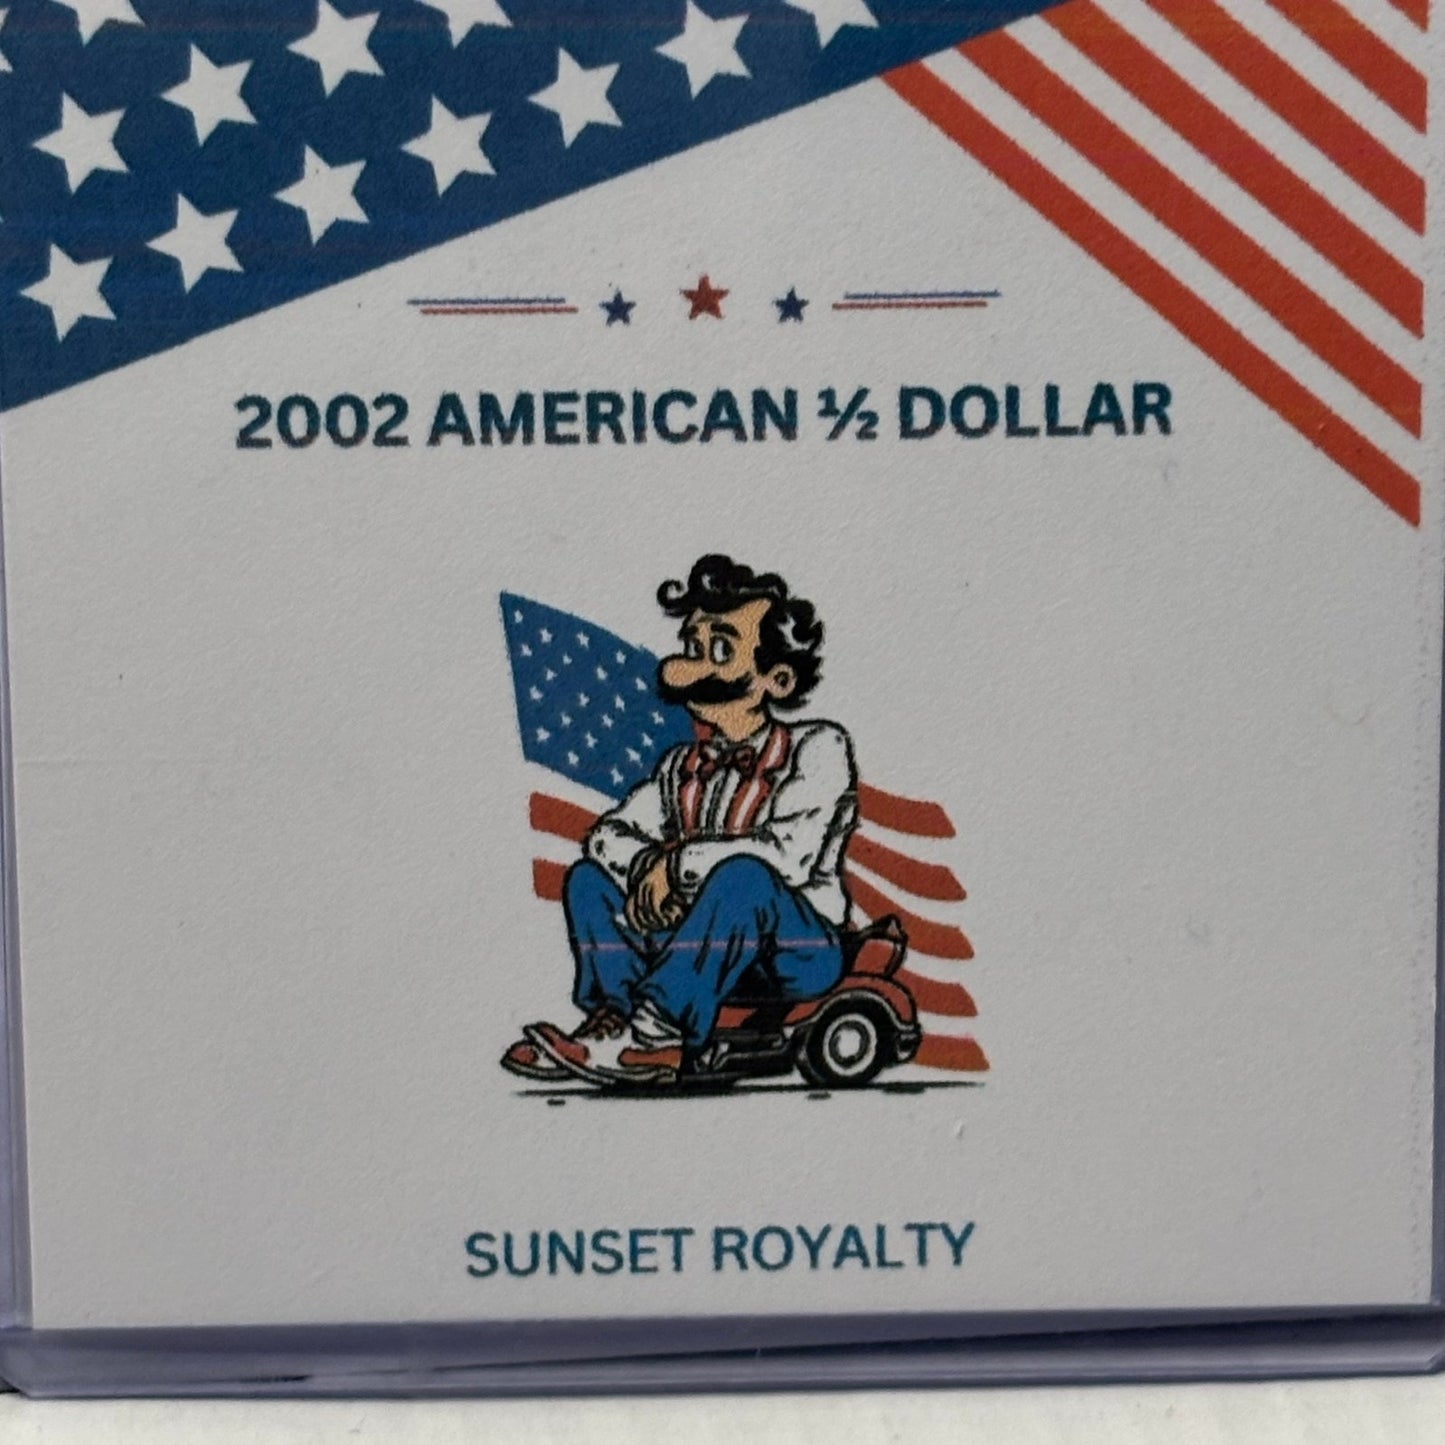 2002 AMERICAN ½ DOLLAR
SUNSET ROYALTY